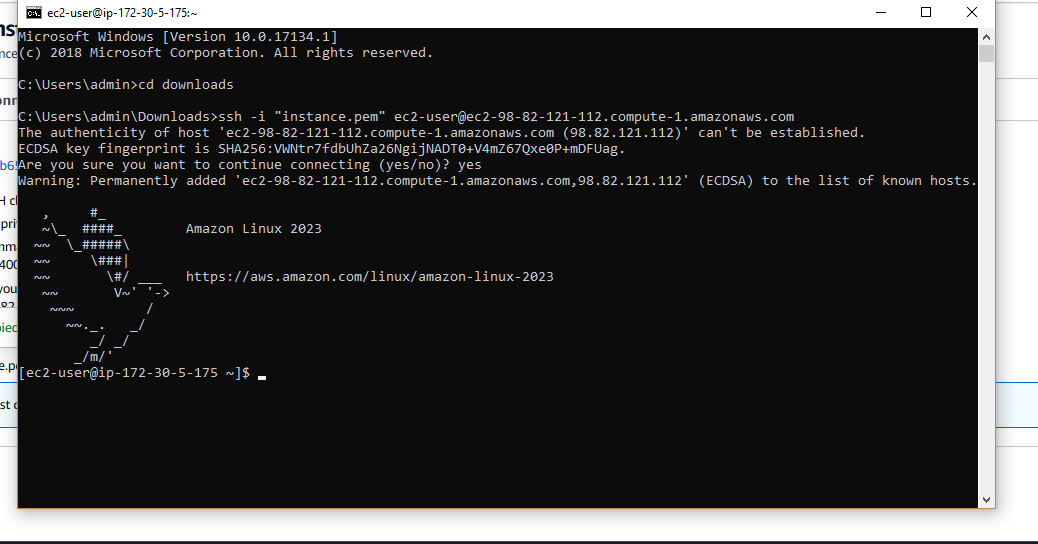 ec2-user@ip-172-30-5-175:~
Microsoft Windows [Version 10.0.17134.1]
(c) 2018 Microsoft Corporation. All rights reserved.
C:\Users\admin>cd downloads
C:\Users\admin\Downloads>ssh -i "instance.pem" ec2-user@ec2-98-82-121-112.compute-1.amazonaws.com
The authenticity of host 'ec2-98-82-121-112.compute-1.amazonaws.com (98.82.121.112)' can't be established.
ECDSA key fingerprint is SHA256:VWNtr7fdbUhZa26NgijNADT0+V4mZ67Qxe0P+mDFUag.
Are you sure you want to continue connecting (yes/no)? yes
Warning: Permanently added 'ec2-98-82-121-112.compute-1.amazonaws.com,98.82.121.112' (ECDSA) to the list of known hosts.
   ,     #_
   ~\_  ####_        Amazon Linux 2023
  ~~  \_#####\
  ~~     \###|
  ~~       \#/ ___   https://aws.amazon.com/linux/amazon-linux-2023
   ~~       V~' '->
    ~~~         /
      ~~._.   _/
         _/ _/
       _/m/'
[ec2-user@ip-172-30-5-175 ~]$